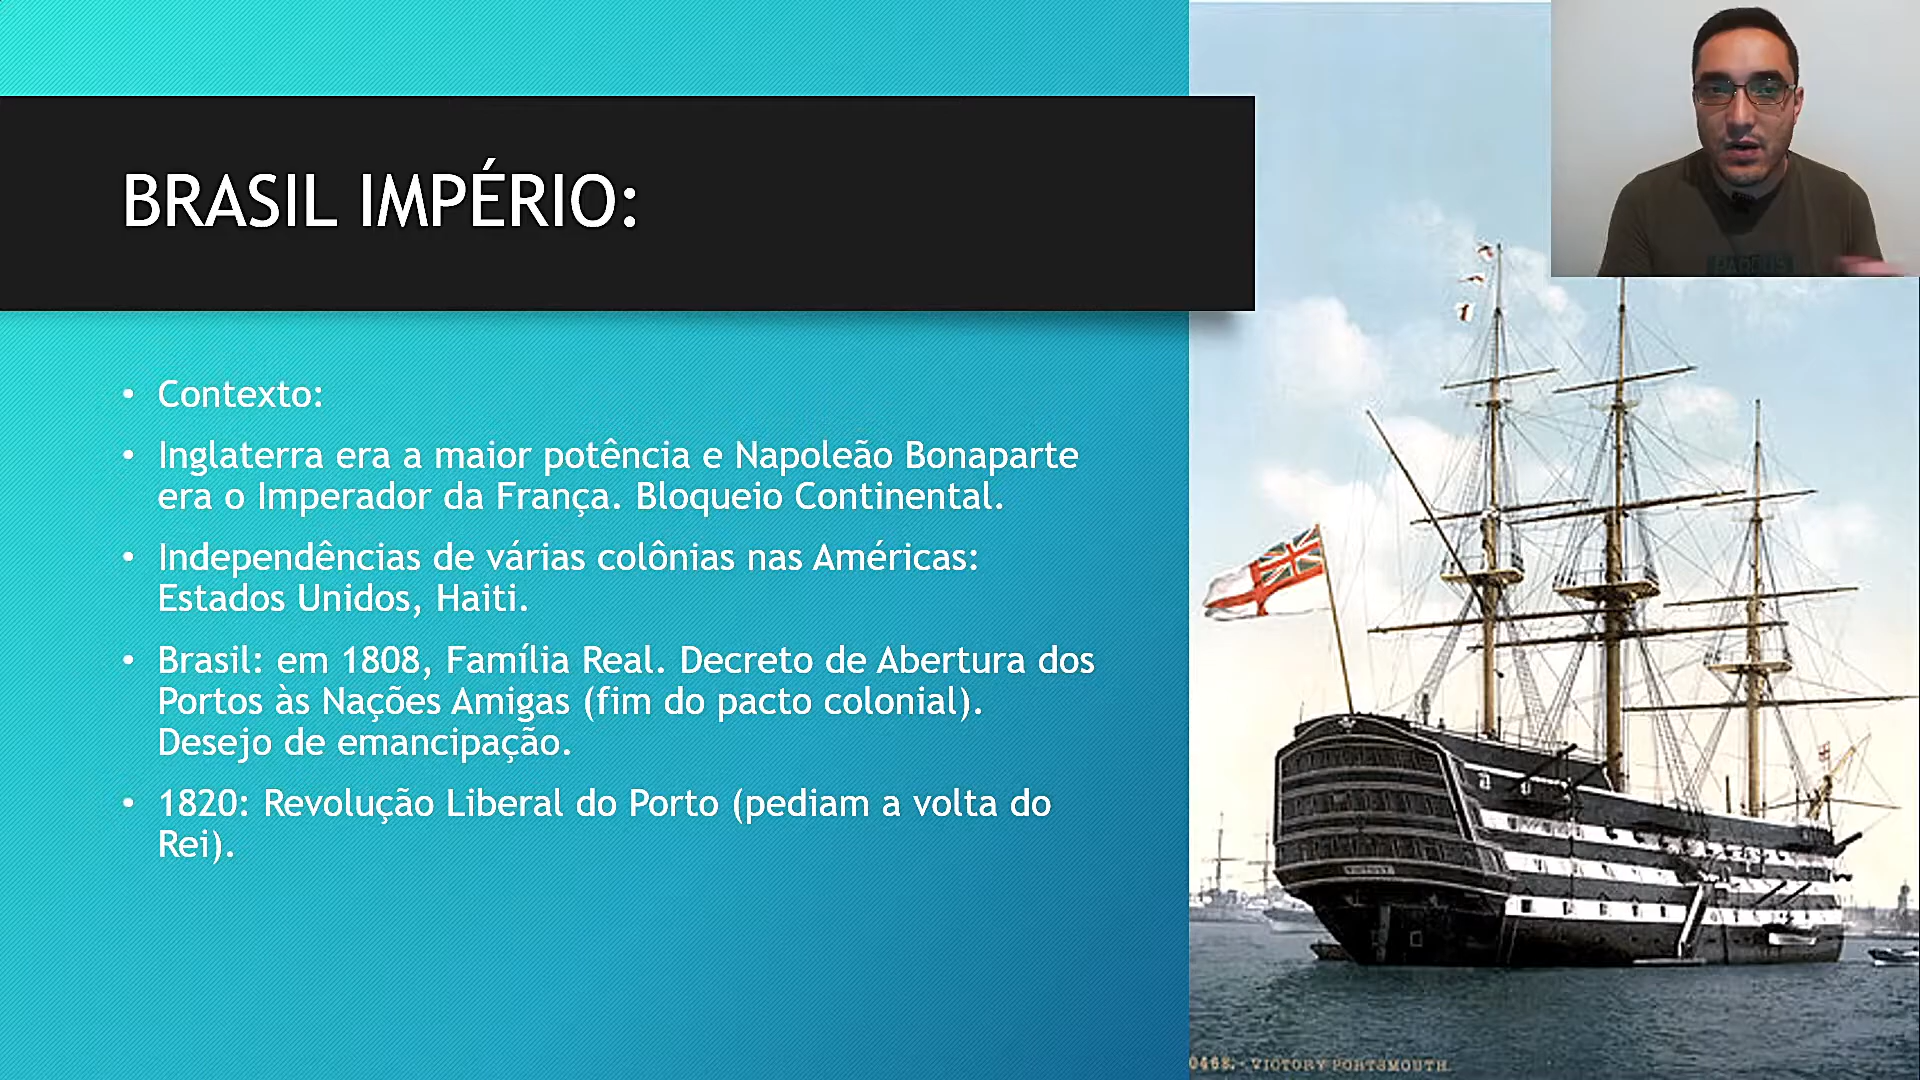 BRASIL IMPÉRIO:
• Contexto:
• Inglaterra era a maior potência e Napoleão Bonaparte
era o Imperador da França. Bloqueio Continental.
• Independências de várias colônias nas Américas:
Estados Unidos, Haiti.
• Brasil: em 1808, Família Real. Decreto de Abertura dos
Portos às Nações Amigas (fim do pacto colonial).
Desejo de emancipação.
• 1820: Revolução Liberal do Porto (pediam a volta do
Rei).
VICTORY
0468. - VICTORY PORTSMOUTH.